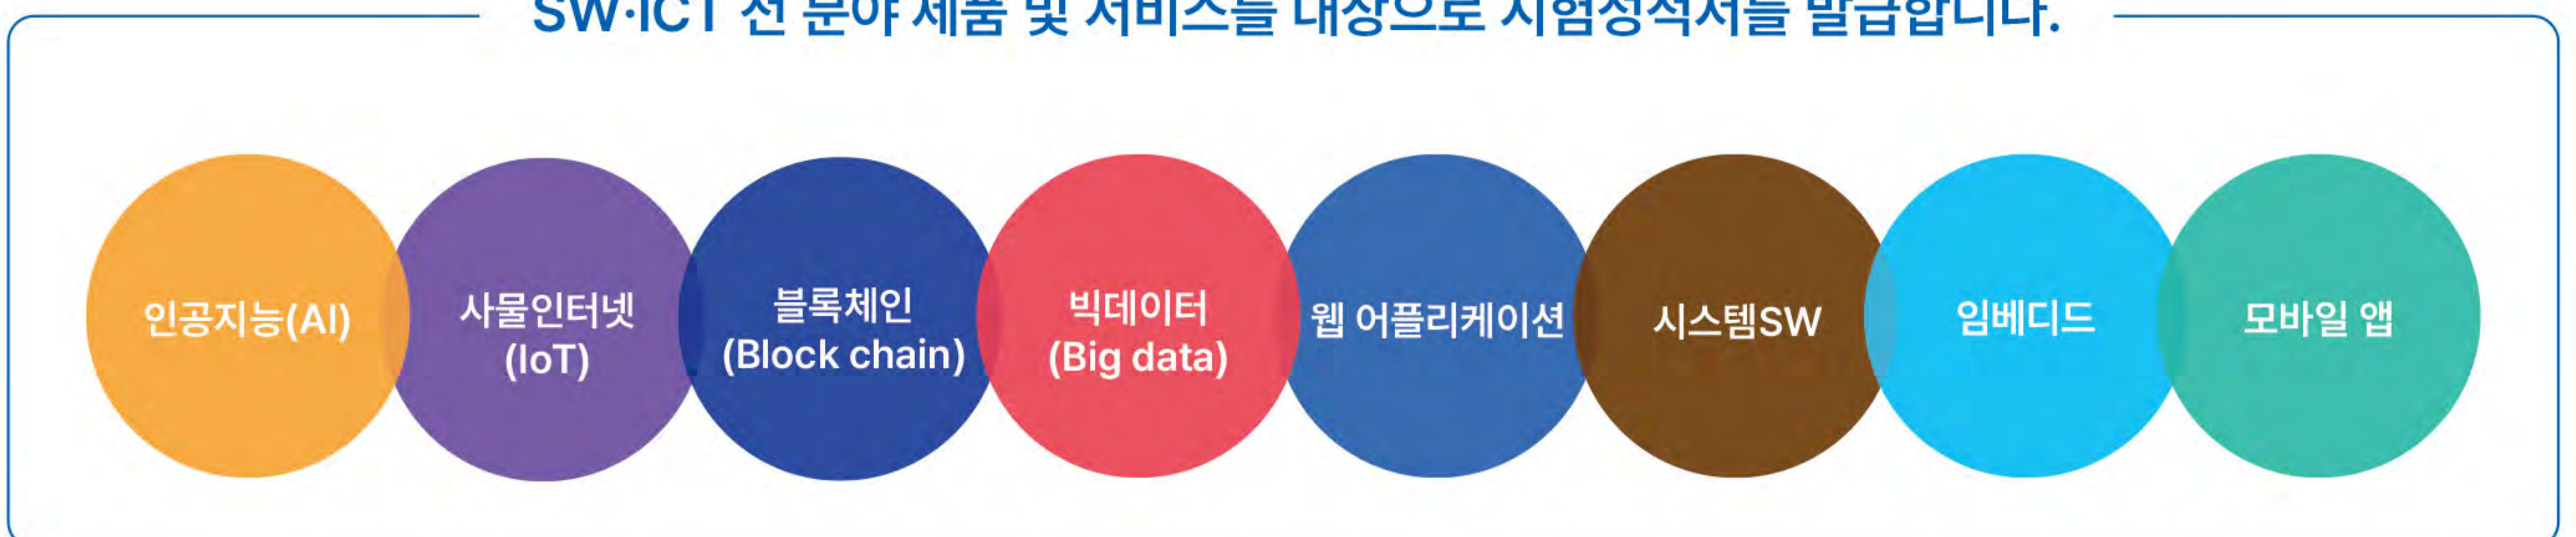 SW·ICT 전 분야 제품 및 서비스를 대상으로 시험성적서를 발급합니다.
인공지능(AI)
사물인터넷
(IoT)
블록체인
(Block chain)
빅데이터
(Big data)
웹 어플리케이션
시스템SW
임베디드
모바일 앱